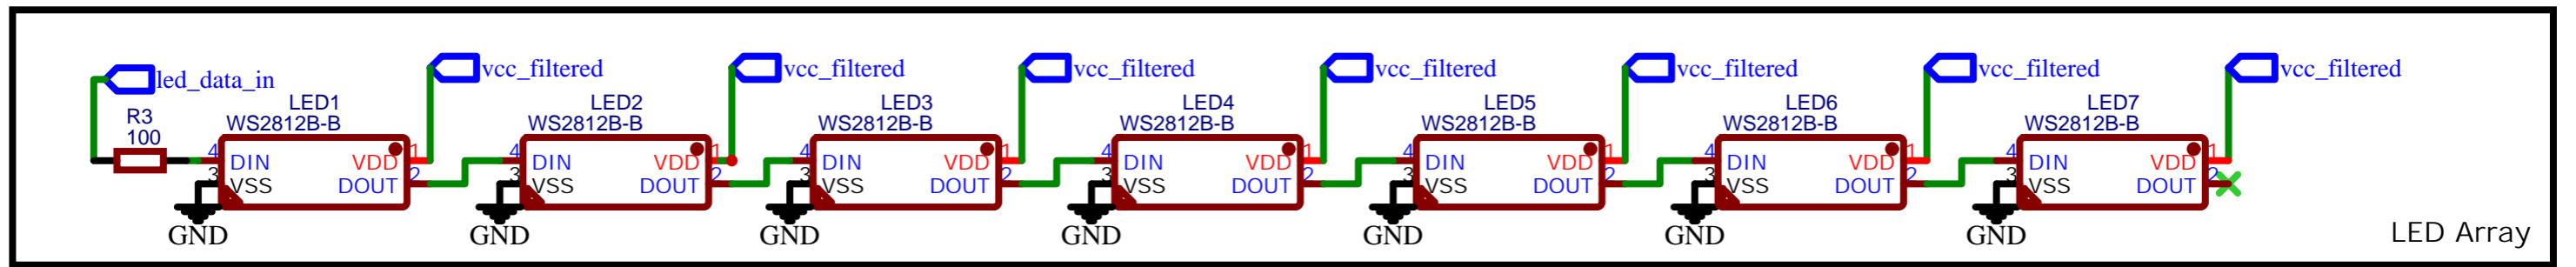 led_data_in
vcc_filtered
vcc_filtered
vcc_filtered
vcc_filtered
vcc_filtered
vcc_filtered
vcc_filtered
R3
100
LED1
WS2812B-B
4 DIN VDD 1
3 VSS DOUT 2
GND
LED2
WS2812B-B
4 DIN VDD 1
3 VSS DOUT 2
GND
LED3
WS2812B-B
4 DIN VDD 1
3 VSS DOUT 2
GND
LED4
WS2812B-B
4 DIN VDD 1
3 VSS DOUT 2
GND
LED5
WS2812B-B
4 DIN VDD 1
3 VSS DOUT 2
GND
LED6
WS2812B-B
4 DIN VDD 1
3 VSS DOUT 2
GND
LED7
WS2812B-B
4 DIN VDD 1
3 VSS DOUT 2
GND
LED Array